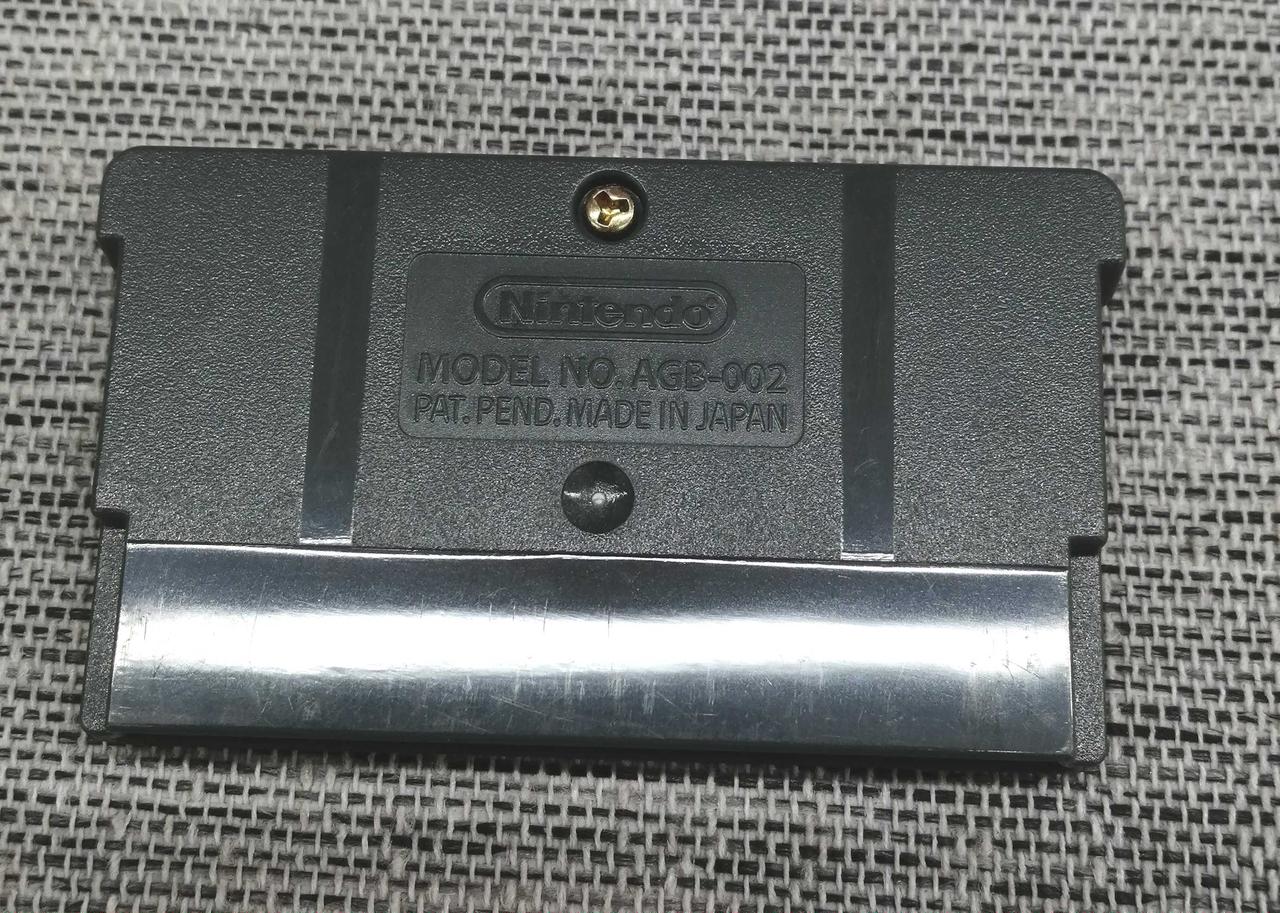 Nintendo®
MODEL NO. AGB-002
PAT. PEND. MADE IN JAPAN